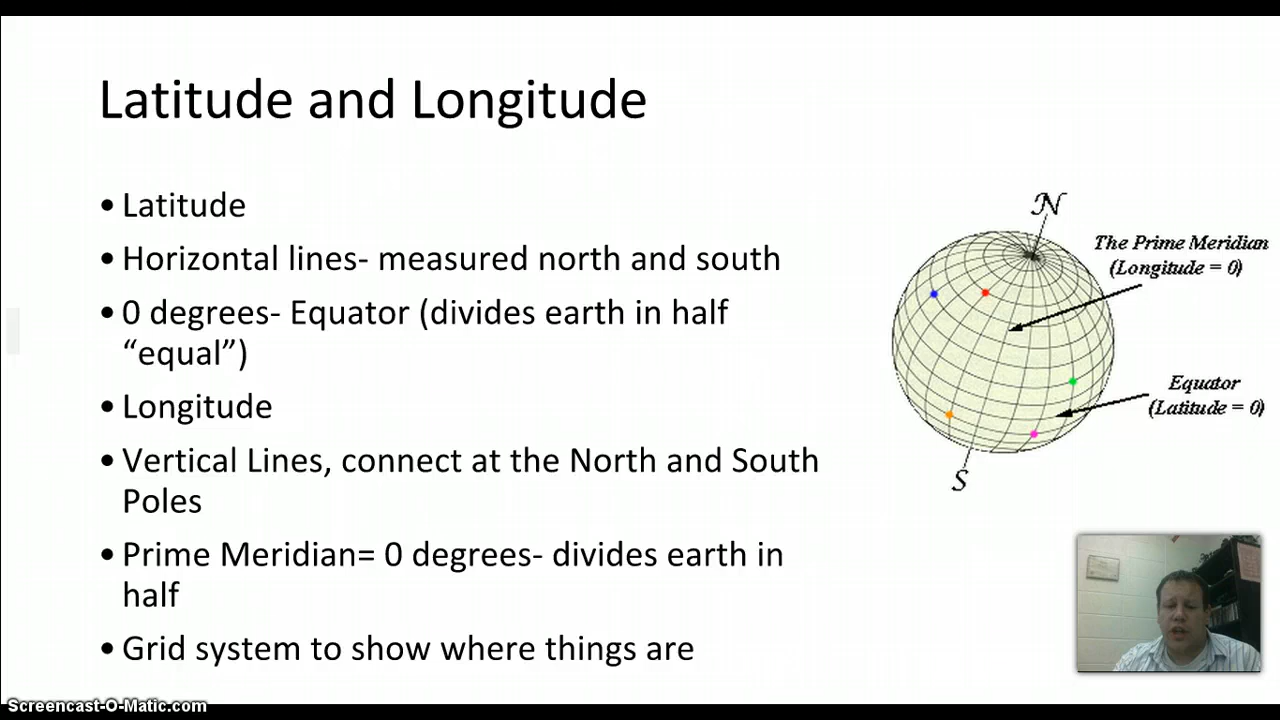 Latitude and Longitude
• Latitude
• Horizontal lines- measured north and south
• 0 degrees- Equator (divides earth in half
“equal”)
• Longitude
• Vertical Lines, connect at the North and South
Poles
• Prime Meridian= 0 degrees- divides earth in
half
• Grid system to show where things are
N
The Prime Meridian
(Longitude = 0)
Equator
(Latitude = 0)
S
Screencast-O-Matic.com